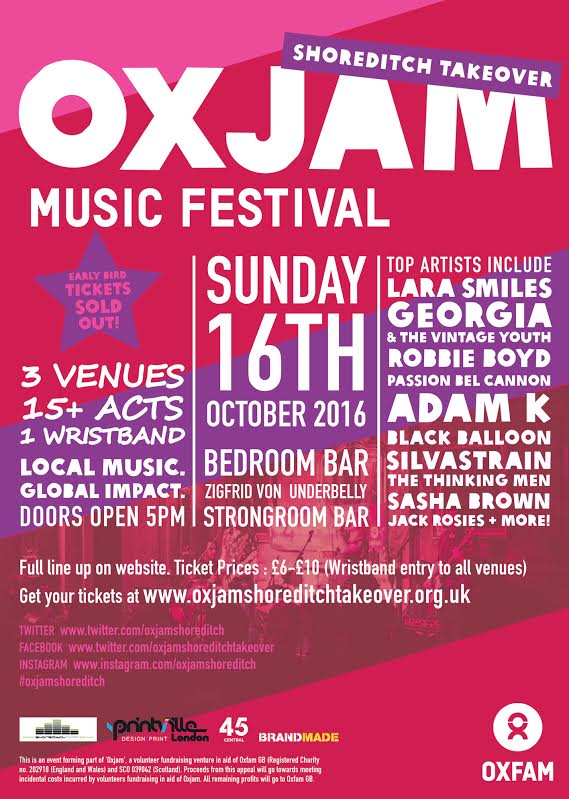 SHOREDITCH TAKEOVER
OXJAM
MUSIC FESTIVAL
EARLY BIRD
TICKETS
SOLD
OUT!
3 VENUES
15+ ACTS
1 WRISTBAND
LOCAL MUSIC.
GLOBAL IMPACT.
DOORS OPEN 5PM
SUNDAY
16TH
OCTOBER 2016
BEDROOM BAR
ZIGFRID VON UNDERBELLY
STRONGROOM BAR
TOP ARTISTS INCLUDE
LARA SMILES
GEORGIA
& THE VINTAGE YOUTH
ROBBIE BOYD
PASSION BEL CANNON
ADAM K
BLACK BALLOON
SILVASTRAIN
THE THINKING MEN
SASHA BROWN
JACK ROSIES + MORE!
Full line up on website. Ticket Prices : £6-£10 (Wristband entry to all venues)
Get your tickets at www.oxjamshoreditchtakeover.org.uk
TWITTER www.twitter.com/oxjamshoreditch
FACEBOOK www.twitter.com/oxjamshoreditchtakeover
INSTAGRAM www.instagram.com/oxjamshoreditch
#oxjamshoreditch
printville
DESIGN PRINT London
45
CENTRAL
BRANDMADE
This is an event forming part of 'Oxjam', a volunteer fundraising venture in aid of Oxfam GB (Registered Charity
no. 202918 (England and Wales) and SCO 039042 (Scotland). Proceeds from this appeal will go towards meeting
incidental costs incurred by volunteers fundraising in aid of Oxjam. All remaining profits will go to Oxfam GB.
OXFAM